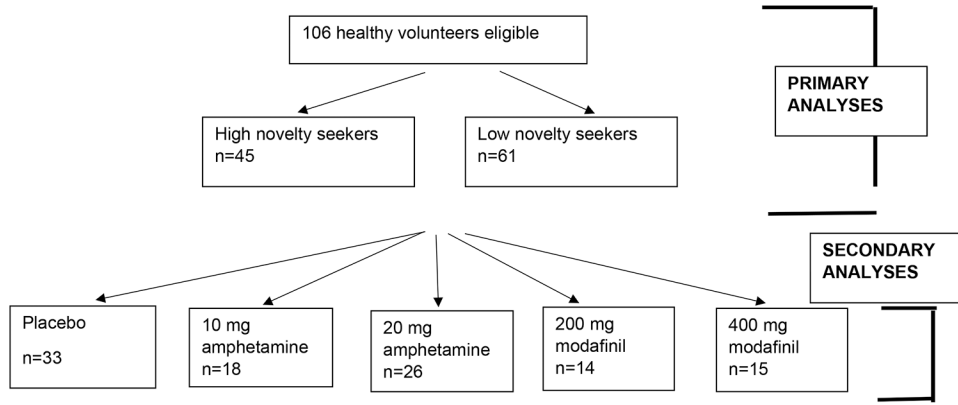 106 healthy volunteers eligible
PRIMARY
ANALYSES
High novelty seekers
n=45
Low novelty seekers
n=61
SECONDARY
ANALYSES
Placebo
n=33
10 mg
amphetamine
n=18
20 mg
amphetamine
n=26
200 mg
modafinil
n=14
400 mg
modafinil
n=15